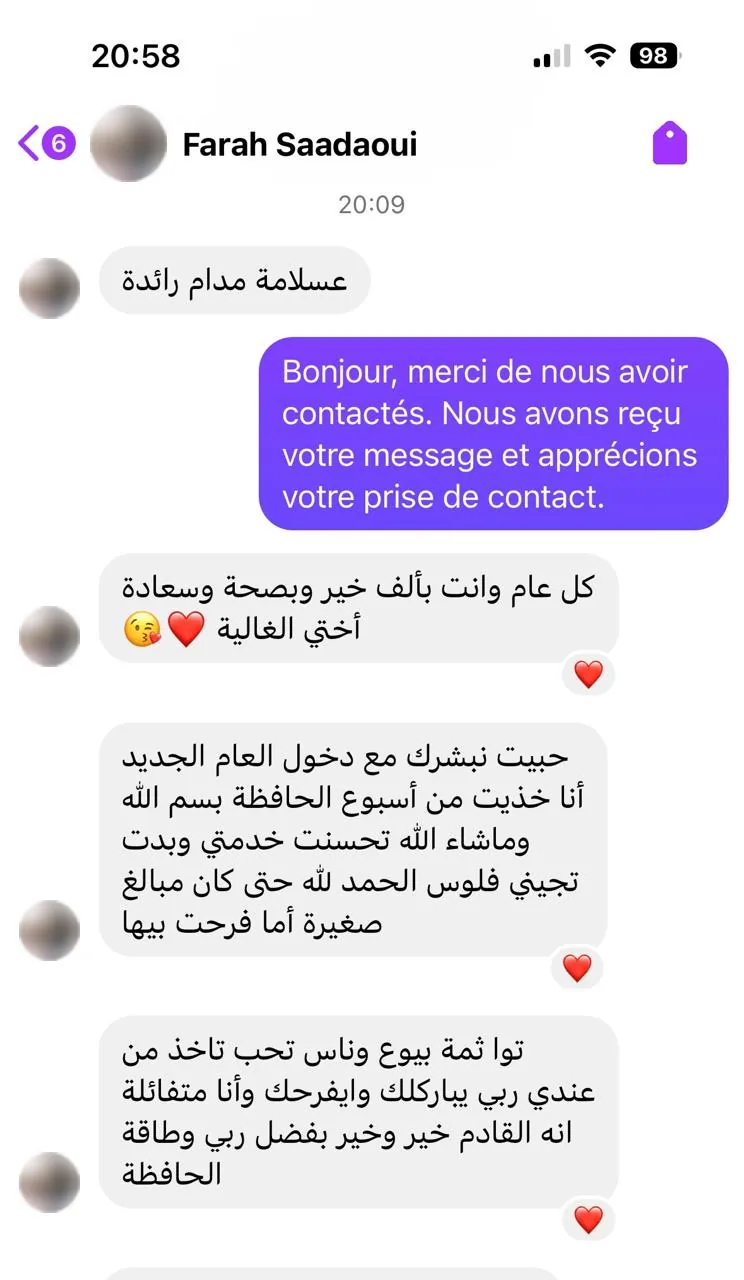 20:58
98
6
Farah Saadaoui
20:09
عسلامة مدام رائدة
Bonjour, merci de nous avoir
contactés. Nous avons reçu
votre message et apprécions
votre prise de contact.
كل عام وانت بألف خير وبصحة وسعادة
أختي الغالية ❤️😘
❤️
حبيت نبشرك مع دخول العام الجديد
أنا خذيت من أسبوع الحافظة بسم الله
وماشاء الله تحسنت خدمتي وبدت
تجيني فلوس الحمد لله حتى كان مبالغ
صغيرة أما فرحت بيها
❤️
توا ثمة بيوع وناس تحب تاخذ من
عندي ربي يباركلك وايفرحك وأنا متفائلة
انه القادم خير وخير بفضل ربي وطاقة
الحافظة
❤️